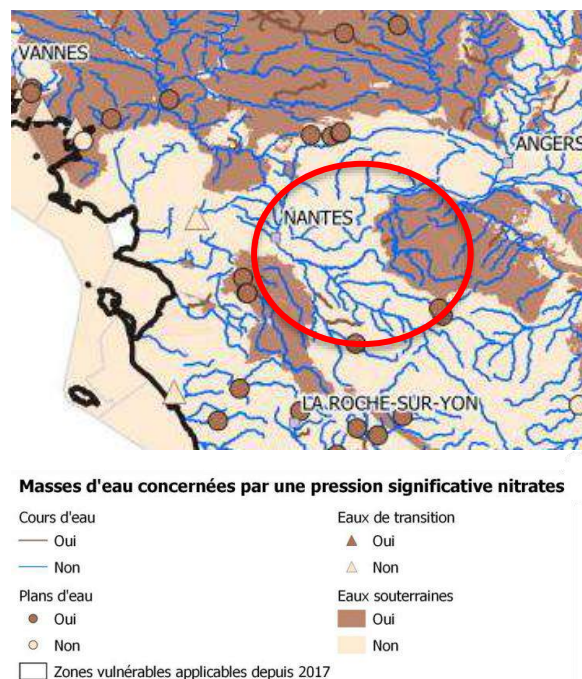 VANNES
ANGERS
NANTES
LA ROCHE-SUR-YON
Masses d'eau concernées par une pression significative nitrates
Cours d'eau
Oui
Non
Plans d'eau
Oui
Non
Zones vulnérables applicables depuis 2017
Eaux de transition
Oui
Non
Eaux souterraines
Oui
Non